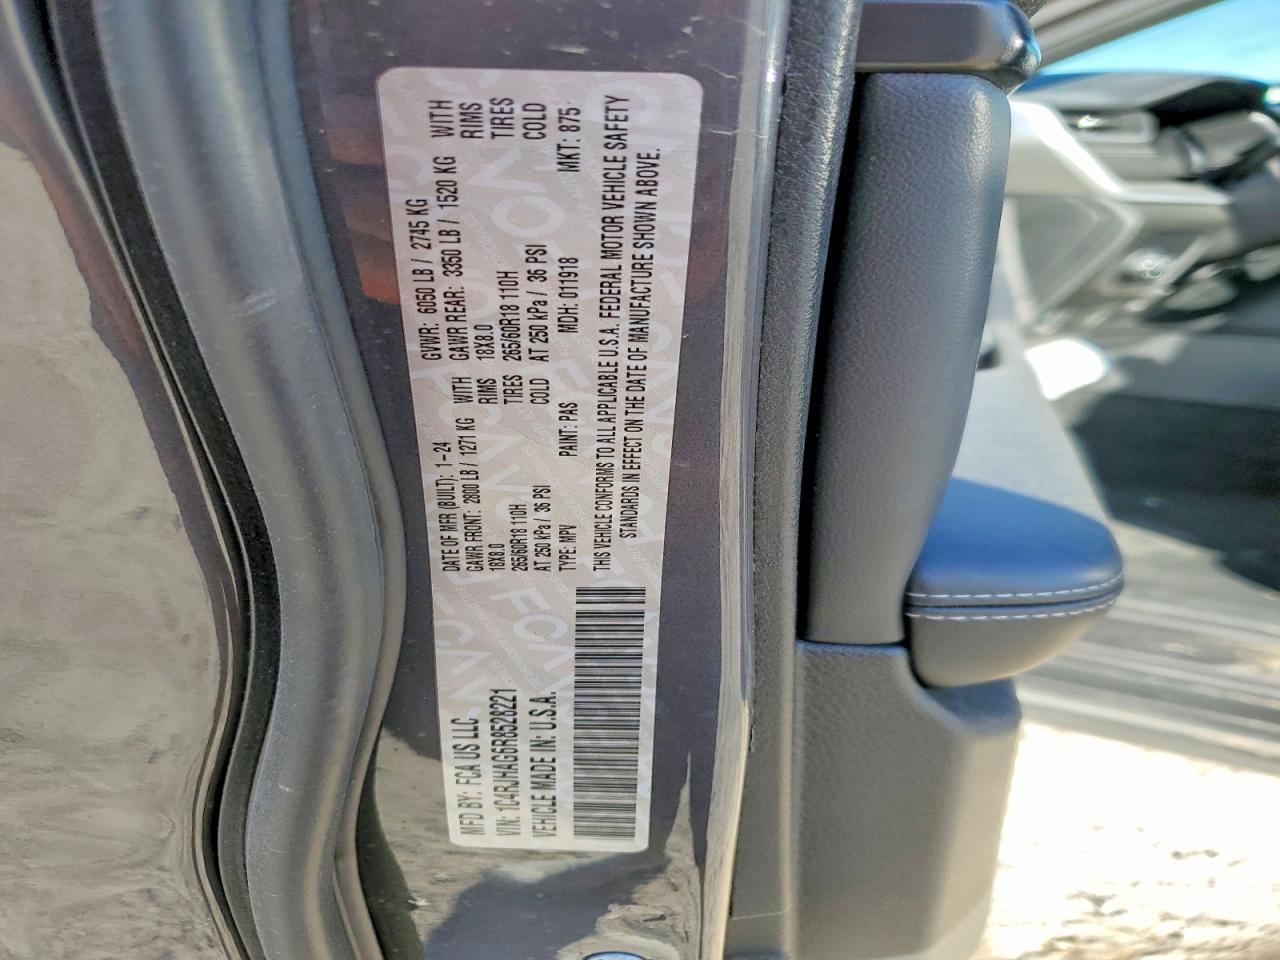 MFD BY: FCA US LLC
DATE OF MFR (BUILT): 1-24
GVWR: 6050 LB / 2745 KG
GAWR FRONT: 2800 LB / 1271 KG WITH
18X8.0 RIMS
265/60R18 110H TIRES
AT 250 kPa / 36 PSI COLD
GAWR REAR: 3350 LB / 1520 KG WITH
18X8.0 RIMS
265/60R18 110H TIRES
AT 250 kPa / 36 PSI COLD
VIN: 1C4RJHAG6R8528221
TYPE: MPV PAINT: PAS MDH: 011918 MKT: 875
VEHICLE MADE IN: U.S.A.
THIS VEHICLE CONFORMS TO ALL APPLICABLE U.S.A. FEDERAL MOTOR VEHICLE SAFETY
STANDARDS IN EFFECT ON THE DATE OF MANUFACTURE SHOWN ABOVE.